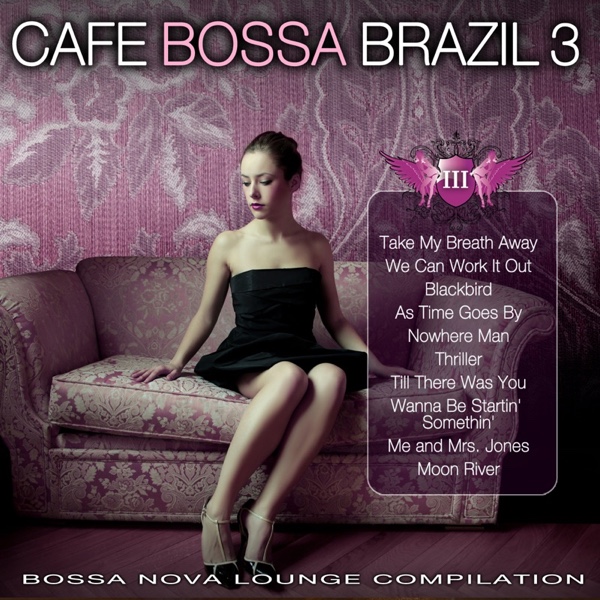 CAFE BOSSA BRAZIL 3
III
Take My Breath Away
We Can Work It Out
Blackbird
As Time Goes By
Nowhere Man
Thriller
Till There Was You
Wanna Be Startin'
Somethin'
Me and Mrs. Jones
Moon River
BOSSA NOVA LOUNGE COMPILATION